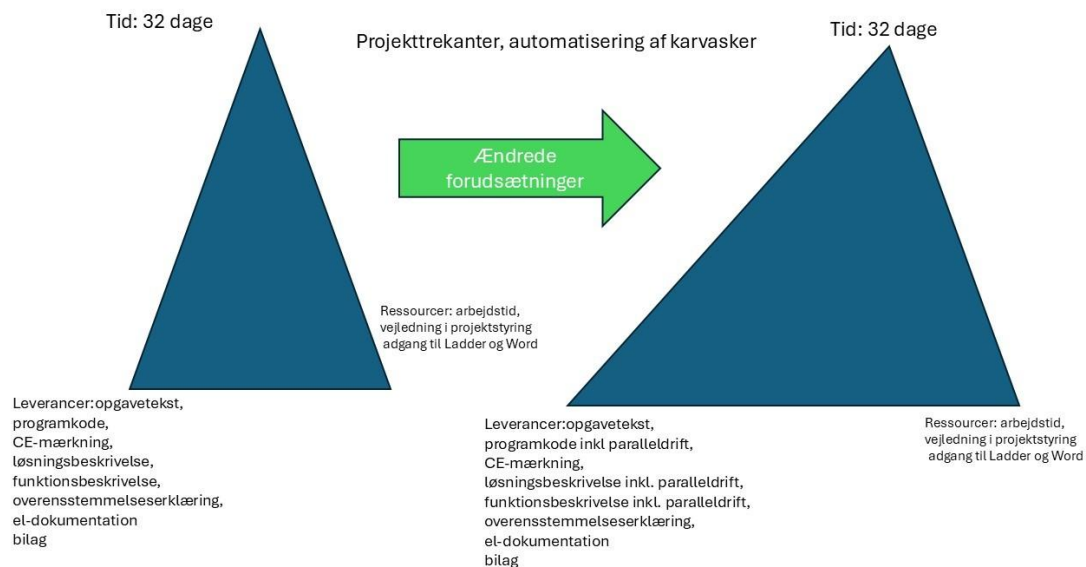 Tid: 32 dage
Projekttrekanter, automatisering af karvasker
Tid: 32 dage
Ændrede
forudsætninger
Ressourcer: arbejdstid,
vejledning i projektstyring
adgang til Ladder og Word
Leverancer:opgavetekst,
programkode,
CE-mærkning,
løsningsbeskrivelse,
funktionsbeskrivelse,
overensstemmelseserklæring,
el-dokumentation
bilag
Leverancer:opgavetekst,
programkode inkl paralleldrift,
CE-mærkning,
løsningsbeskrivelse inkl. paralleldrift,
funktionsbeskrivelse inkl. paralleldrift,
overensstemmelseserklæring,
el-dokumentation
bilag
Ressourcer: arbejdstid,
vejledning i projektstyring
adgang til Ladder og Word